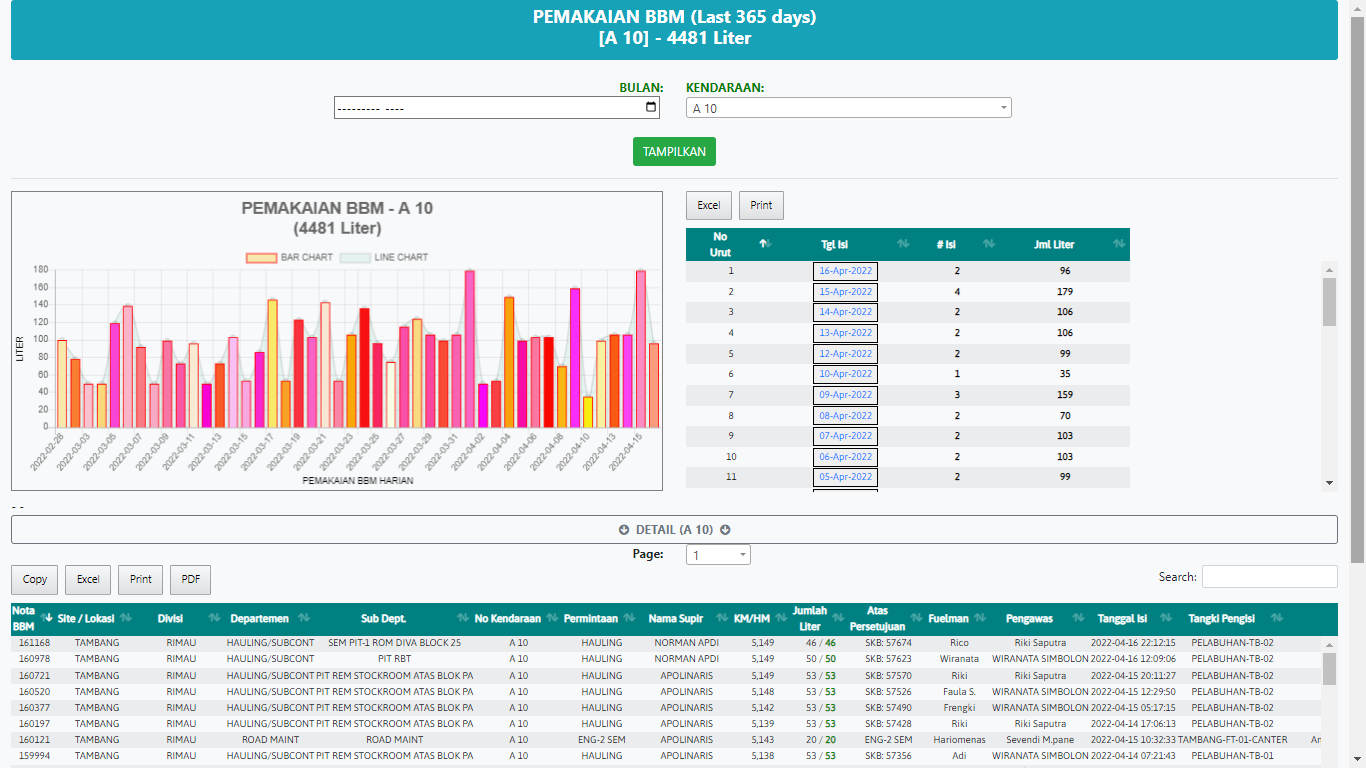 PEMAKAIAN BBM (Last 365 days)
[A 10] - 4481 Liter
BULAN: KENDARAAN:
--------- ---- A 10
TAMPILKAN
PEMAKAIAN BBM - A 10
(4481 Liter)
BAR CHART LINE CHART
180
160
140
120
100
80
60
40
20
0
LITER
2022-02-28 2022-03-03 2022-03-05 2022-03-07 2022-03-09 2022-03-11 2022-03-13 2022-03-15 2022-03-17 2022-03-19 2022-03-21 2022-03-23 2022-03-25 2022-03-27 2022-03-29 2022-03-31 2022-04-02 2022-04-04 2022-04-06 2022-04-08 2022-04-10 2022-04-13 2022-04-15
PEMAKAIAN BBM HARIAN
Excel Print
No Urut Tgl Isi # Isi Jml Liter
1 16-Apr-2022 2 96
2 15-Apr-2022 4 179
3 14-Apr-2022 2 106
4 13-Apr-2022 2 106
5 12-Apr-2022 2 99
6 10-Apr-2022 1 35
7 09-Apr-2022 3 159
8 08-Apr-2022 2 70
9 07-Apr-2022 2 103
10 06-Apr-2022 2 103
11 05-Apr-2022 2 99
- -
DETAIL (A 10)
Page: 1
Copy Excel Print PDF Search:
Nota BBM Site / Lokasi Divisi Departemen Sub Dept. No Kendaraan Permintaan Nama Supir KM/HM Jumlah Liter Atas Persetujuan Fuelman Pengawas Tanggal Isi Tangki Pengisi
161168 TAMBANG RIMAU HAULING/SUBCONT SEM PIT-1 ROM DIVA BLOCK 25 A 10 HAULING NORMAN APDI 5,149 46 / 46 SKB: 57674 Rico Riki Saputra 2022-04-16 22:12:15 PELABUHAN-TB-02
160978 TAMBANG RIMAU HAULING/SUBCONT PIT RBT A 10 HAULING NORMAN APDI 5,149 50 / 50 SKB: 57623 Wiranata WIRANATA SIMBOLON 2022-04-16 12:09:06 PELABUHAN-TB-02
160721 TAMBANG RIMAU HAULING/SUBCONT PIT REM STOCKROOM ATAS BLOK PA A 10 HAULING APOLINARIS 5,149 53 / 53 SKB: 57570 Riki Riki Saputra 2022-04-15 20:11:27 PELABUHAN-TB-02
160520 TAMBANG RIMAU HAULING/SUBCONT PIT REM STOCKROOM ATAS BLOK PA A 10 HAULING APOLINARIS 5,148 53 / 53 SKB: 57526 Faula S. WIRANATA SIMBOLON 2022-04-15 12:29:50 PELABUHAN-TB-02
160377 TAMBANG RIMAU HAULING/SUBCONT PIT REM STOCKROOM ATAS BLOK PA A 10 HAULING APOLINARIS 5,142 53 / 53 SKB: 57490 Frengki WIRANATA SIMBOLON 2022-04-15 05:17:15 PELABUHAN-TB-02
160197 TAMBANG RIMAU HAULING/SUBCONT PIT REM STOCKROOM ATAS BLOK PA A 10 HAULING APOLINARIS 5,139 53 / 53 SKB: 57428 Riki Riki Saputra 2022-04-14 17:06:13 PELABUHAN-TB-02
160121 TAMBANG RIMAU ROAD MAINT ROAD MAINT A 10 ENG-2 SEM APOLINARIS 5,143 20 / 20 ENG-2 SEM Hariomenas Sevendi M.pane 2022-04-15 10:32:33 TAMBANG-FT-01-CANTER
159994 TAMBANG RIMAU HAULING/SUBCONT PIT REM STOCKROOM ATAS BLOK PA A 10 HAULING APOLINARIS 5,138 53 / 53 SKB: 57356 Adi WIRANATA SIMBOLON 2022-04-14 07:21:43 PELABUHAN-TB-01